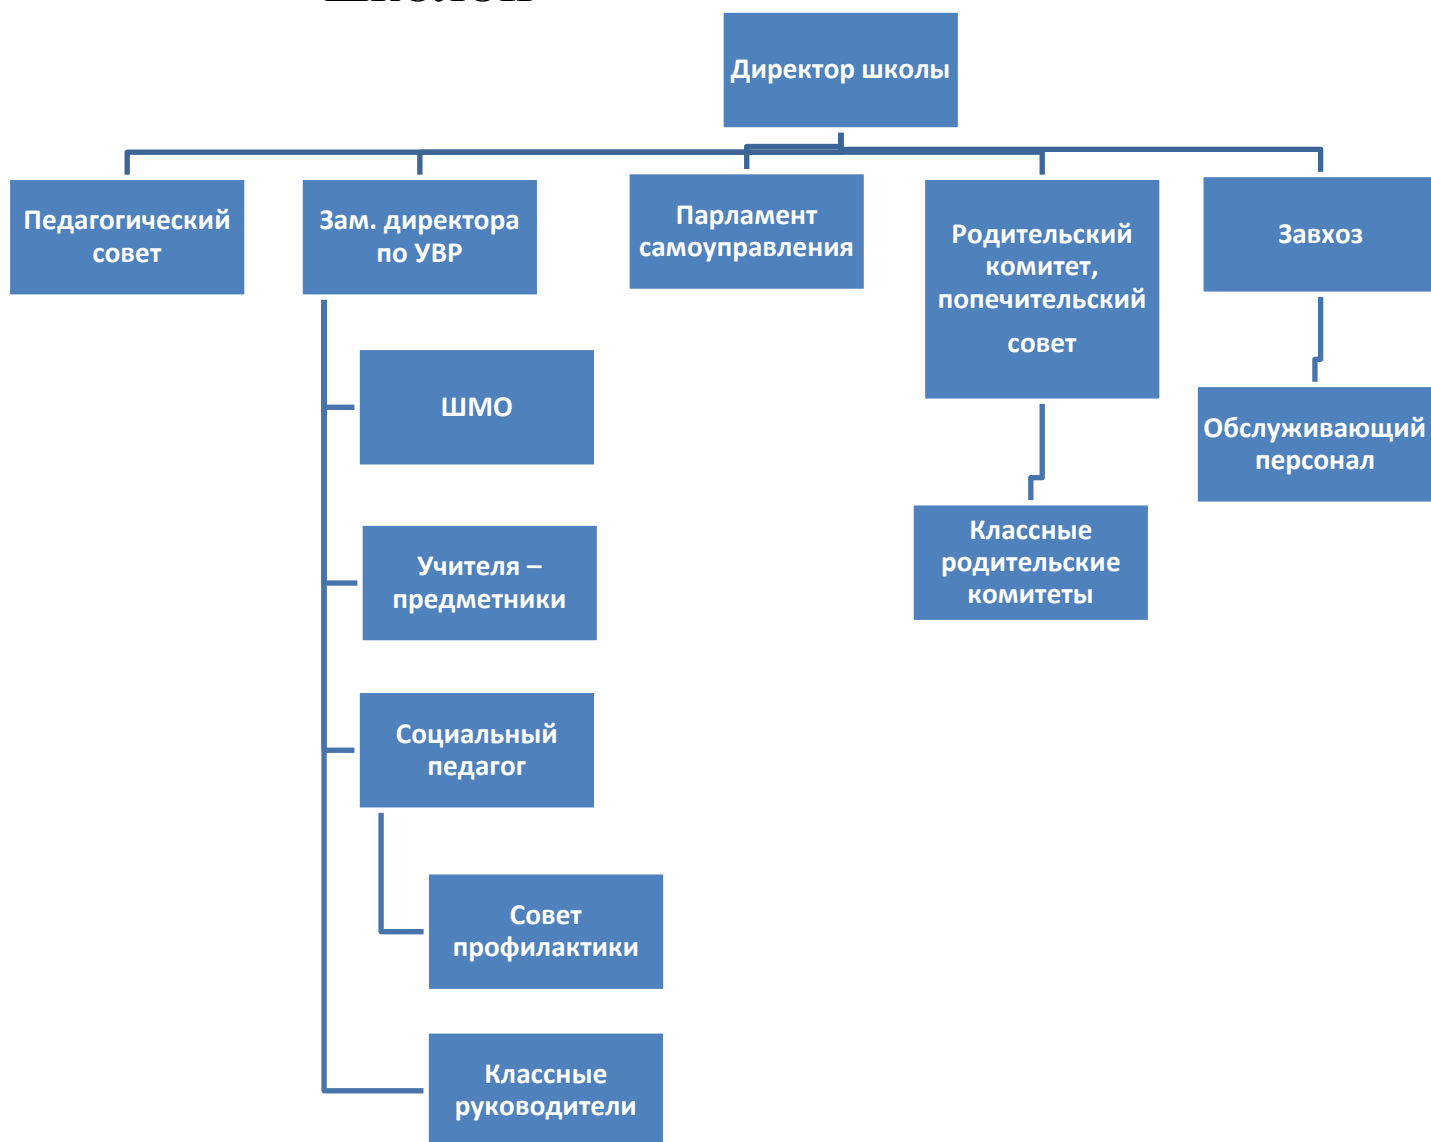 Директор школы
Педагогический
совет
Зам. директора
по УВР
Парламент
самоуправления
Родительский
комитет,
попечительский
совет
Завхоз
ШМО
Обслуживающий
персонал
Классные
родительские
комитеты
Учителя –
предметники
Социальный
педагог
Совет
профилактики
Классные
руководители